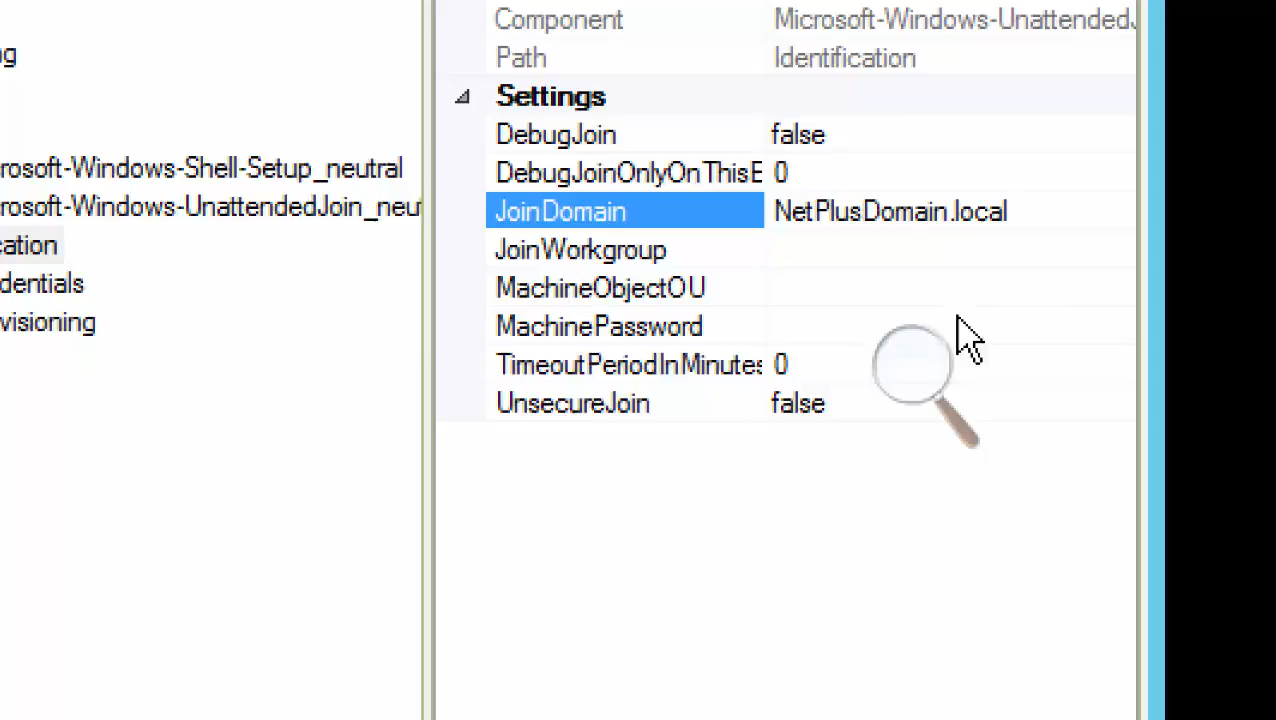 Component Microsoft-Windows-UnattendedJ
Path Identification
Settings
DebugJoin false
DebugJoinOnlyOnThisE 0
JoinDomain NetPlusDomain.local
JoinWorkgroup
MachineObjectOU
MachinePassword
TimeoutPeriodInMinutes 0
UnsecureJoin false
g
rosoft-Windows-Shell-Setup_neutral
rosoft-Windows-UnattendedJoin_neut
cation
dentials
visioning